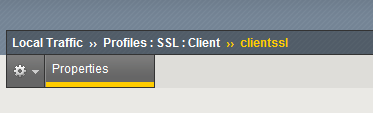 Local Traffic ›› Profiles : SSL : Client ›› clientssl
Properties